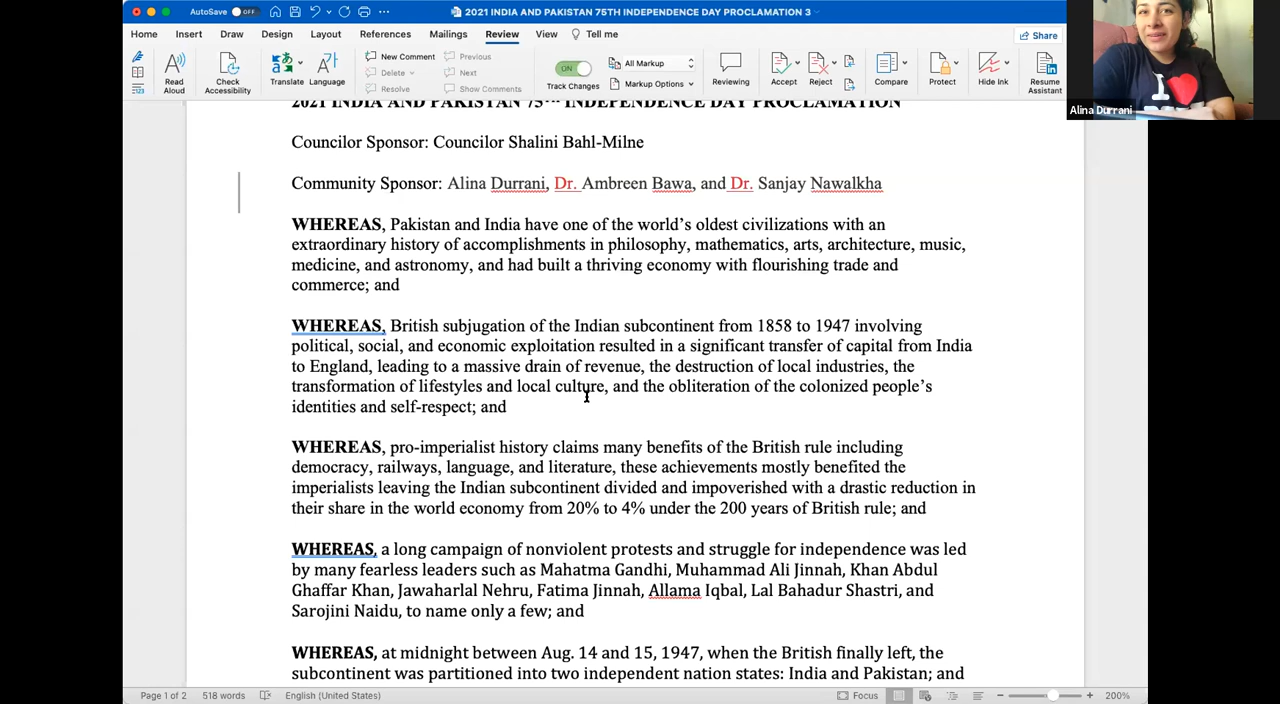 AutoSave OFF
2021 INDIA AND PAKISTAN 75TH INDEPENDENCE DAY PROCLAMATION 3
Home Insert Draw Design Layout References Mailings Review View Tell me
Share
Read Aloud
Check Accessibility
Translate
Language
New Comment
Delete
Resolve
Previous
Next
Show Comments
ON
Track Changes
All Markup
Markup Options
Reviewing
Accept
Reject
Compare
Protect
Hide Ink
Resume Assistant
I
Alina Durrani
2021 INDIA AND PAKISTAN 75TH INDEPENDENCE DAY PROCLAMATION
Councilor Sponsor: Councilor Shalini Bahl-Milne
Community Sponsor: Alina Durrani, Dr. Ambreen Bawa, and Dr. Sanjay Nawalkha
WHEREAS, Pakistan and India have one of the world’s oldest civilizations with an
extraordinary history of accomplishments in philosophy, mathematics, arts, architecture, music,
medicine, and astronomy, and had built a thriving economy with flourishing trade and
commerce; and
WHEREAS, British subjugation of the Indian subcontinent from 1858 to 1947 involving
political, social, and economic exploitation resulted in a significant transfer of capital from India
to England, leading to a massive drain of revenue, the destruction of local industries, the
transformation of lifestyles and local culture, and the obliteration of the colonized people’s
identities and self-respect; and
WHEREAS, pro-imperialist history claims many benefits of the British rule including
democracy, railways, language, and literature, these achievements mostly benefited the
imperialists leaving the Indian subcontinent divided and impoverished with a drastic reduction in
their share in the world economy from 20% to 4% under the 200 years of British rule; and
WHEREAS, a long campaign of nonviolent protests and struggle for independence was led
by many fearless leaders such as Mahatma Gandhi, Muhammad Ali Jinnah, Khan Abdul
Ghaffar Khan, Jawaharlal Nehru, Fatima Jinnah, Allama Iqbal, Lal Bahadur Shastri, and
Sarojini Naidu, to name only a few; and
WHEREAS, at midnight between Aug. 14 and 15, 1947, when the British finally left, the
subcontinent was partitioned into two independent nation states: India and Pakistan; and
Page 1 of 2 518 words English (United States) Focus 200%